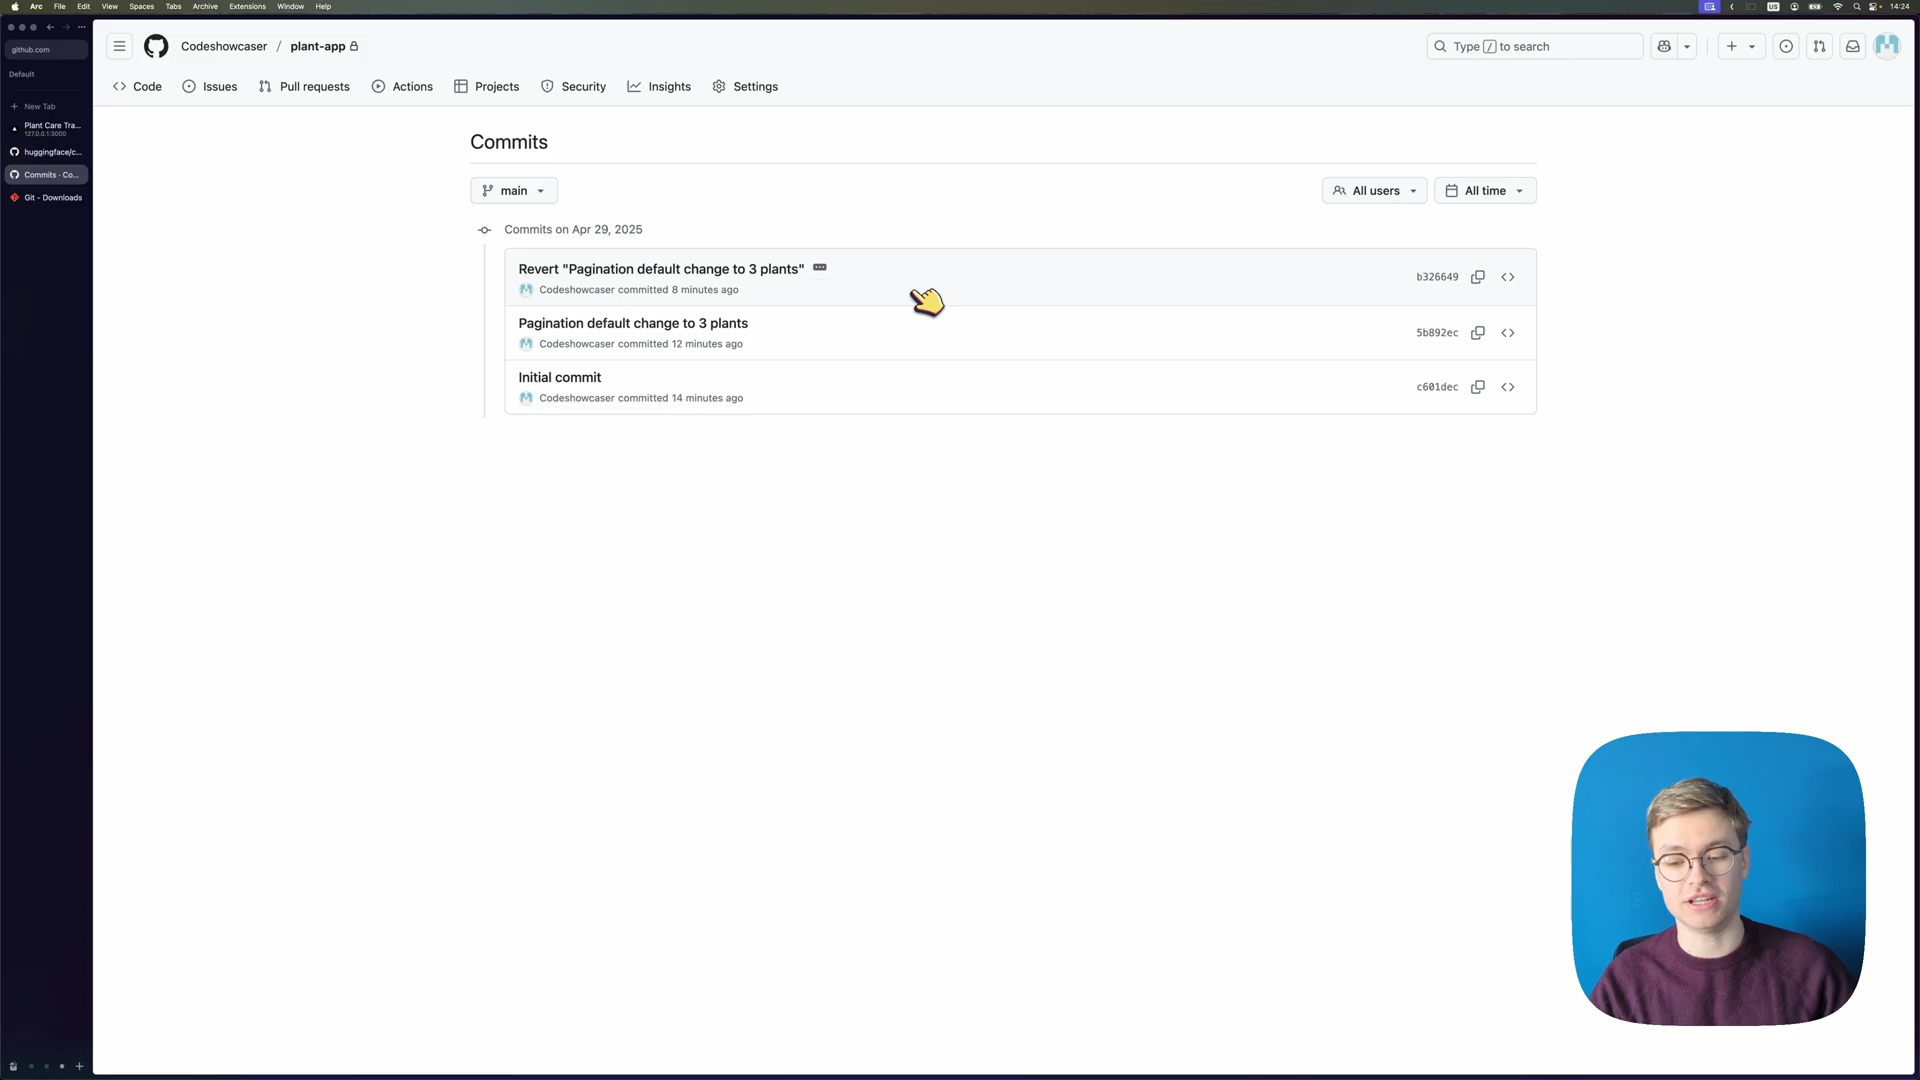 Arc File Edit View Spaces Tabs Archive Extensions Window Help
US
14:24
github.com
Default
New Tab
Plant Care Tra...
127.0.0.1:3000
huggingface/c...
Commits · Co...
Git - Downloads
Codeshowcaser / plant-app
Type / to search
Code Issues Pull requests Actions Projects Security Insights Settings
Commits
main
All users
All time
Commits on Apr 29, 2025
Revert "Pagination default change to 3 plants"
Codeshowcaser committed 8 minutes ago
b326649
Pagination default change to 3 plants
Codeshowcaser committed 12 minutes ago
5b892ec
Initial commit
Codeshowcaser committed 14 minutes ago
c601dec